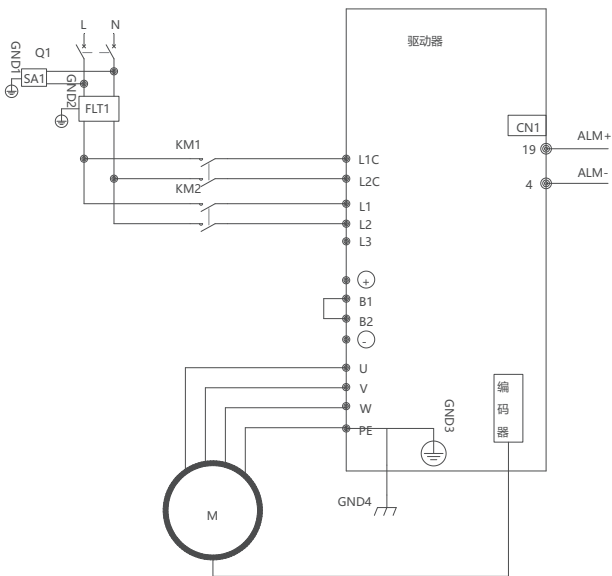 L N
Q1
GND1
SA1
GND2
FLT1
KM1
KM2
驱动器
CN1
19
ALM+
4
ALM-
L1C
L2C
L1
L2
L3
+
B1
B2
-
U
V
W
PE
GND3
GND4
编
码
器
M